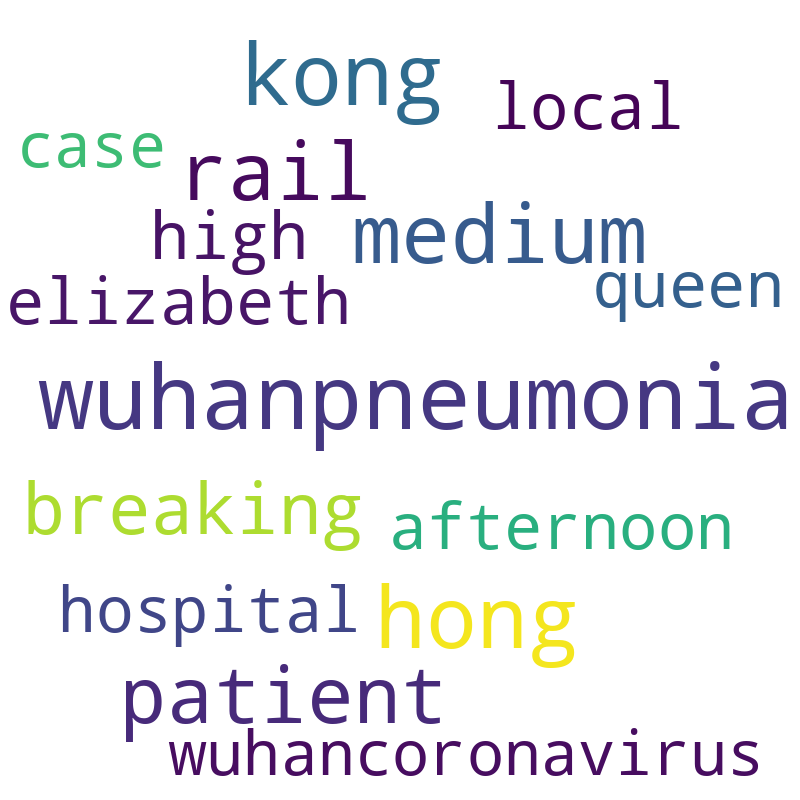 kong
local
case
rail
high
medium
queen
elizabeth
wuhanpneumonia
breaking
afternoon
hospital
hong
patient
wuhancoronavirus